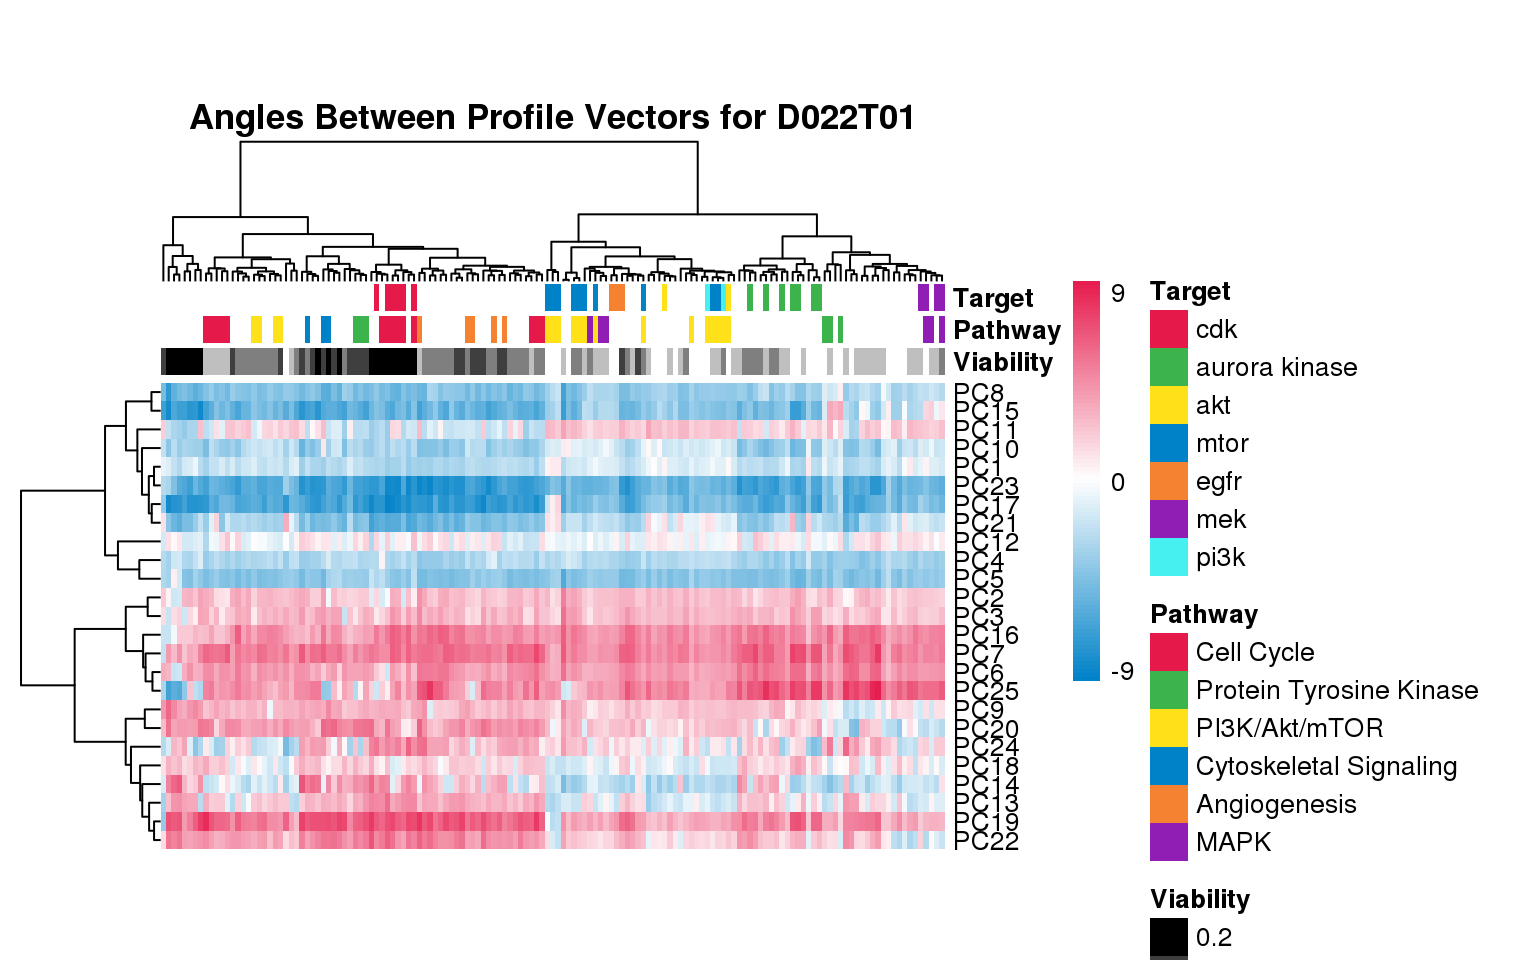 Angles Between Profile Vectors for D022T01
Target
Pathway
Viability
PC8
PC15
PC11
PC10
PC1
PC23
PC17
PC21
PC12
PC4
PC5
PC2
PC3
PC16
PC7
PC6
PC25
PC9
PC20
PC24
PC18
PC14
PC13
PC19
PC22
9
0
-9
Target
cdk
aurora kinase
akt
mtor
egfr
mek
pi3k
Pathway
Cell Cycle
Protein Tyrosine Kinase
PI3K/Akt/mTOR
Cytoskeletal Signaling
Angiogenesis
MAPK
Viability
0.2